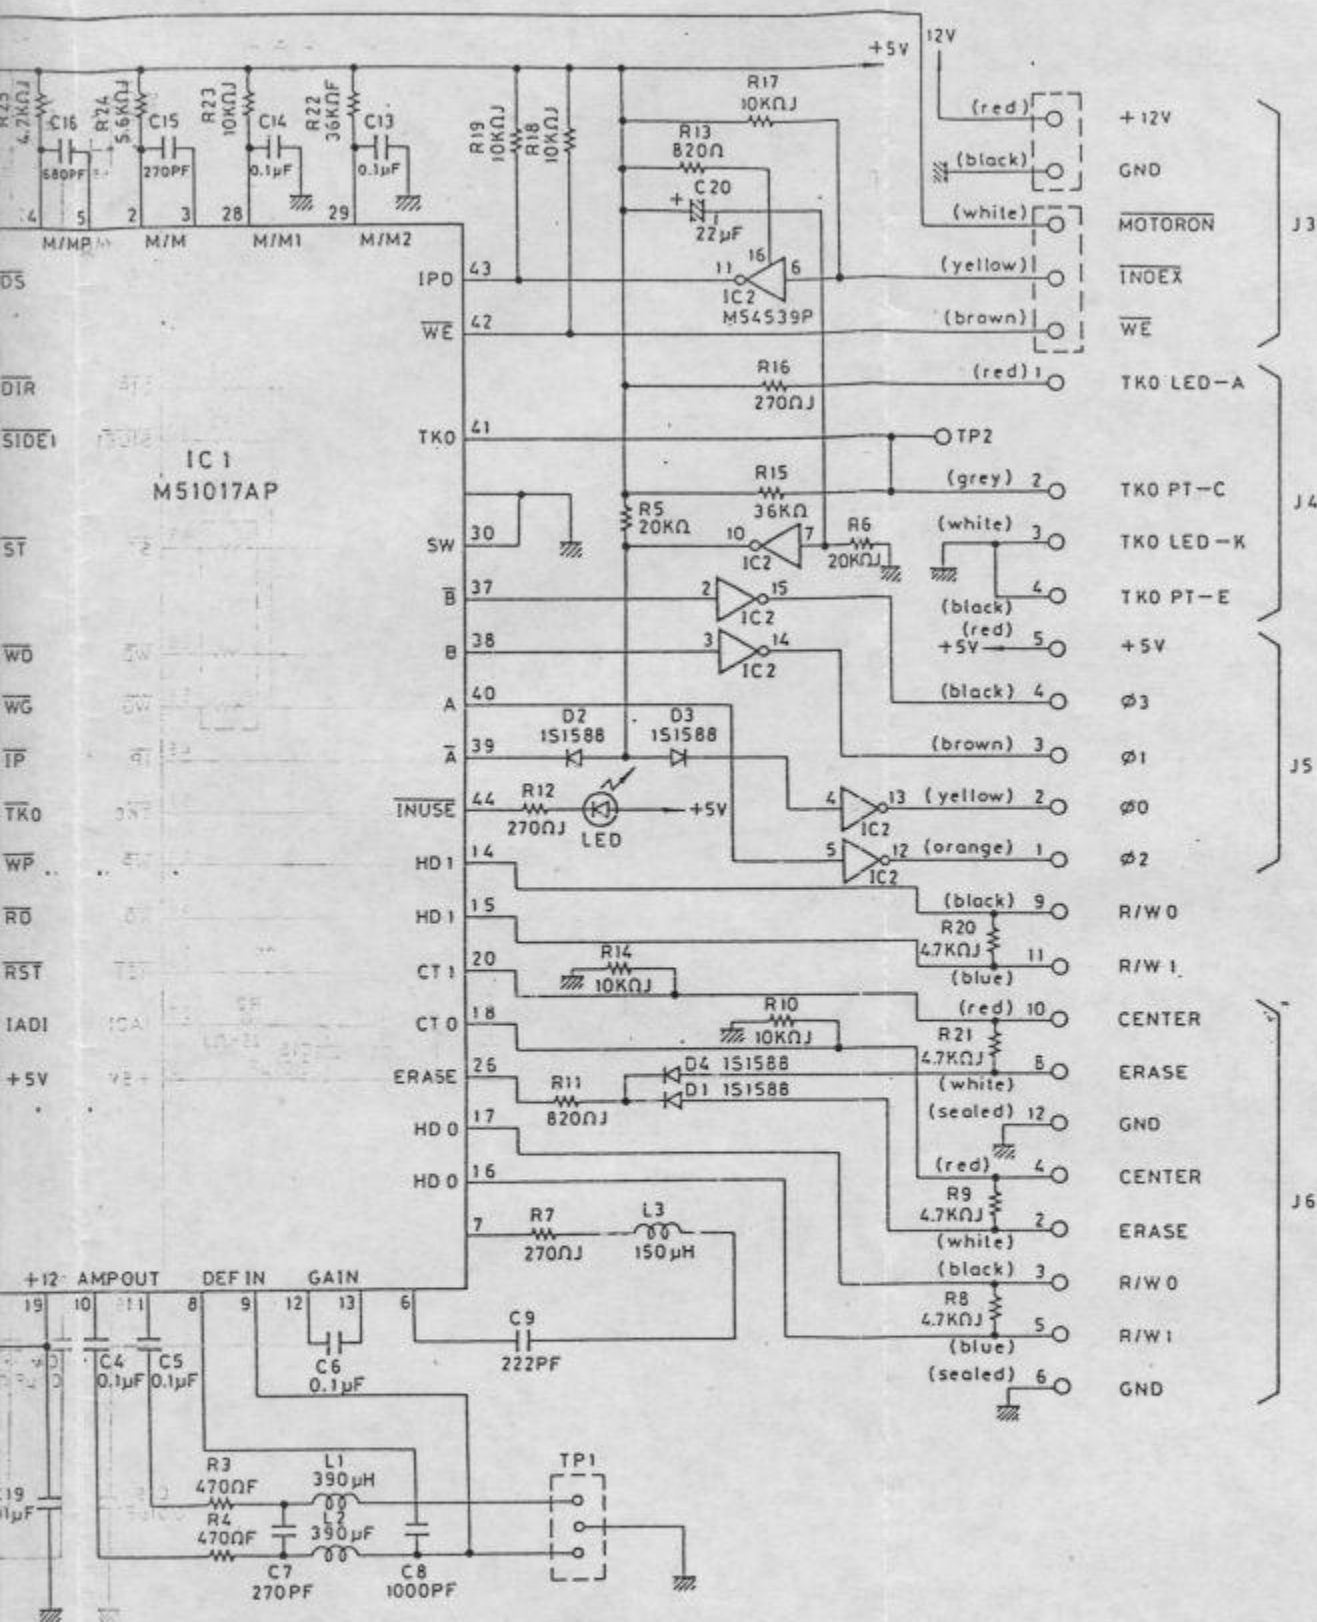 +5V 12V
R25 4.2KΩJ
C16 680PF
R24 5.6KΩJ
C15 270PF
R23 10KΩJ
C14 0.1µF
R22 36KΩF
C13 0.1µF
R19 10KΩJ
R18 10KΩJ
R17 10KΩJ
R13 820Ω
C20 + 22µF
(red) +12V
(black) GND
(white) MOTORON
(yellow) INDEX
(brown) WE
J3
4 5 2 3 28 29
M/MP M/M M/M1 M/M2
DS
IPD 43
11 16 6
IC2 M54539P
WE 42
DIR
R16 270ΩJ
(red) 1 TK0 LED-A
SIDE1
TK0 41
TP2
IC1
M51017AP
R15 36KΩ
(grey) 2 TK0 PT-C
J4
R5 20KΩ
ST
SW 30
10 7 IC2
R6 20KΩJ
(white) 3 TK0 LED-K
B 37
2 15 IC2
(black) 4 TK0 PT-E
WD
B 38
3 14 IC2
(red) +5V 5 +5V
WG
A 40
(black) 4 Ø3
D2 1S1588
D3 1S1588
IP
A 39
(brown) 3 Ø1
J5
TK0
INUSE 44
R12 270ΩJ
LED
+5V
4 13 IC2
(yellow) 2 Ø0
WP
HD1 14
5 12 IC2
(orange) 1 Ø2
RD
HD1 15
(black) 9 R/W0
R20 4.7KΩJ
RST
CT1 20
R14 10KΩJ
11 (blue) R/W1
IADI
CT0 18
R10 10KΩJ
(red) 10 CENTER
R21 4.7KΩJ
+5V
ERASE 26
R11 820ΩJ
D4 1S1588
D1 1S1588
8 (white) ERASE
HD0 17
(sealed) 12 GND
HD0 16
(red) 4 CENTER
R9 4.7KΩJ
J6
7
R7 270ΩJ
L3 150µH
2 (white) ERASE
+12 AMPOUT DEF IN GAIN
19 10 11 8 9 12 13 6
(black) 3 R/W0
R8 4.7KΩJ
C9 222PF
5 (blue) R/W1
C4 0.1µF
C5 0.1µF
C6 0.1µF
(sealed) 6 GND
R3 470ΩF
L1 390µH
TP1
C19
R4 470ΩF
L2 390µF
C7 270PF
C8 1000PF